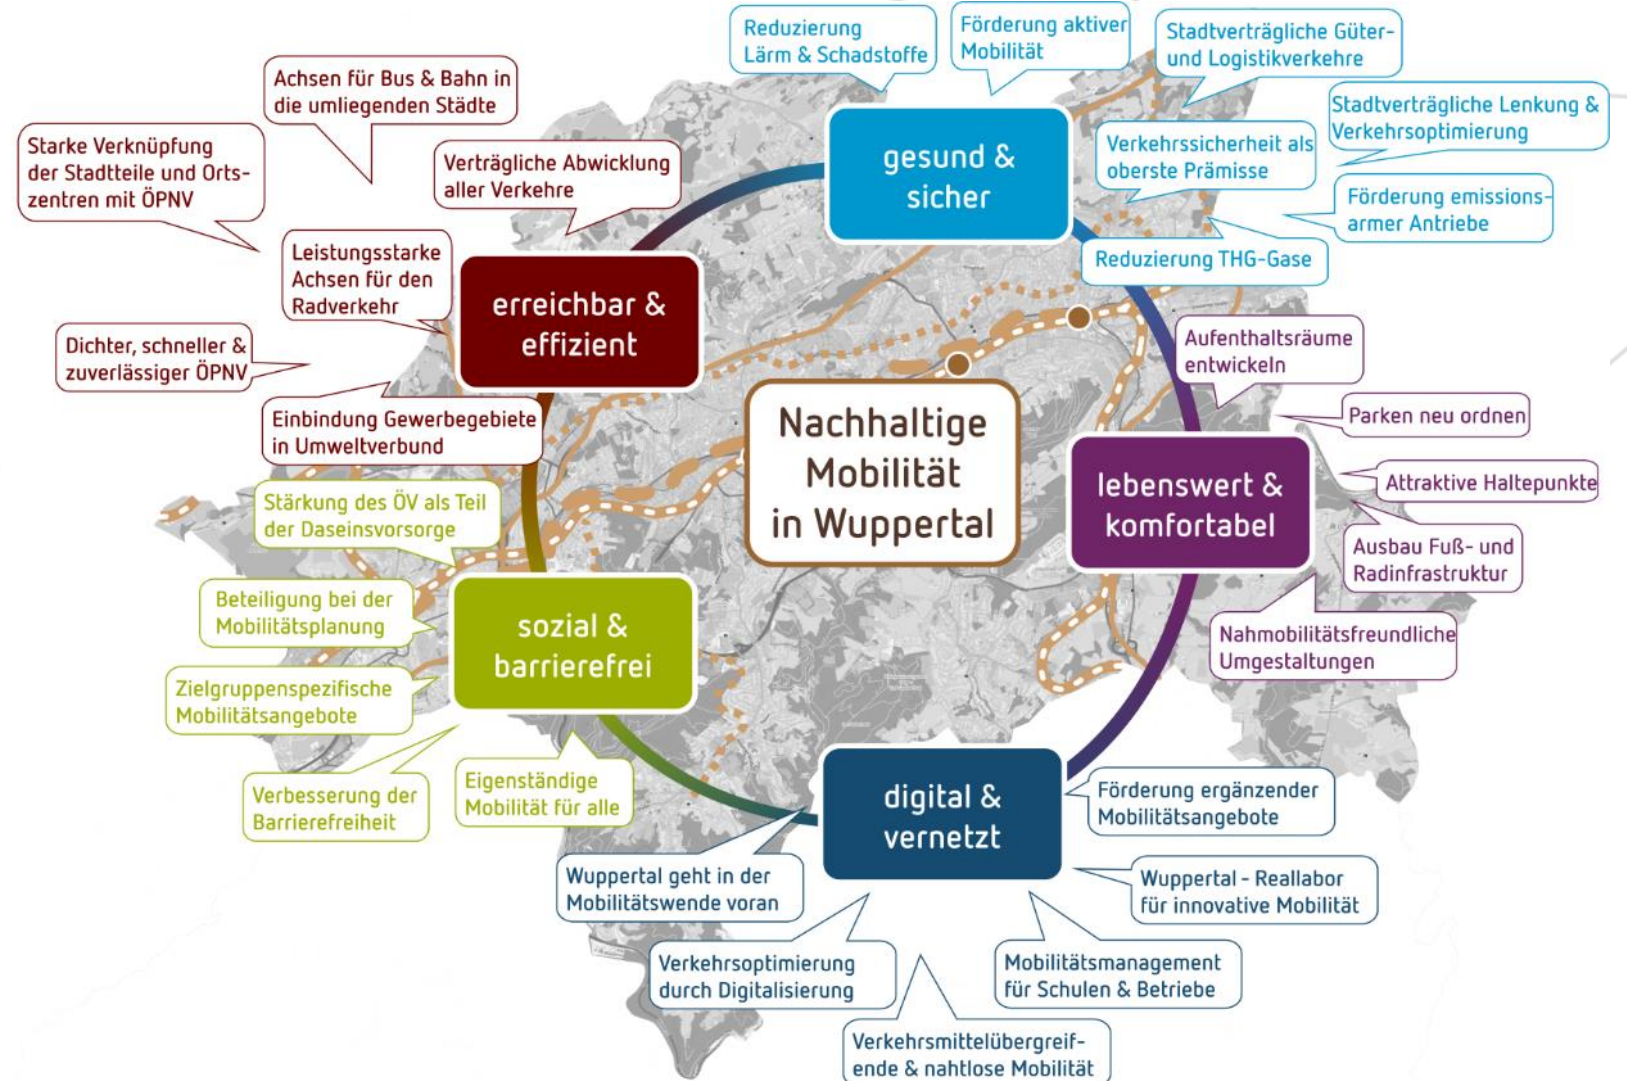 Nachhaltige
Mobilität
in Wuppertal
gesund &
sicher
Reduzierung
Lärm & Schadstoffe
Förderung aktiver
Mobilität
Stadtverträgliche Güter-
und Logistikverkehre
Stadtverträgliche Lenkung &
Verkehrsoptimierung
Verkehrssicherheit als
oberste Prämisse
Förderung emissions-
armer Antriebe
Reduzierung THG-Gase
lebenswert &
komfortabel
Aufenthaltsräume
entwickeln
Parken neu ordnen
Attraktive Haltepunkte
Ausbau Fuß- und
Radinfrastruktur
Nahmobilitätsfreundliche
Umgestaltungen
digital &
vernetzt
Förderung ergänzender
Mobilitätsangebote
Wuppertal - Reallabor
für innovative Mobilität
Mobilitätsmanagement
für Schulen & Betriebe
Verkehrsmittelübergreif-
ende & nahtlose Mobilität
Verkehrsoptimierung
durch Digitalisierung
Wuppertal geht in der
Mobilitätswende voran
sozial &
barrierefrei
Stärkung des ÖV als Teil
der Daseinsvorsorge
Beteiligung bei der
Mobilitätsplanung
Zielgruppenspezifische
Mobilitätsangebote
Verbesserung der
Barrierefreiheit
Eigenständige
Mobilität für alle
erreichbar &
effizient
Achsen für Bus & Bahn in
die umliegenden Städte
Starke Verknüpfung
der Stadtteile und Orts-
zentren mit ÖPNV
Verträgliche Abwicklung
aller Verkehre
Leistungsstarke
Achsen für den
Radverkehr
Dichter, schneller &
zuverlässiger ÖPNV
Einbindung Gewerbegebiete
in Umweltverbund